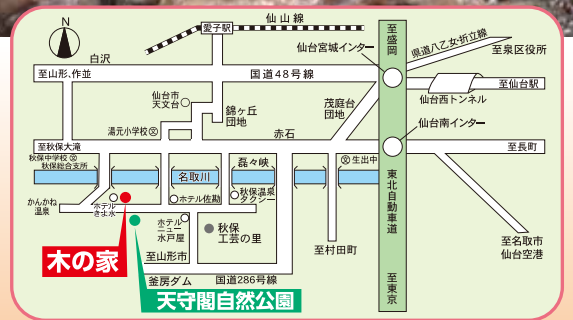 N
愛子駅
仙山線
至盛岡
県道八乙女・折立線
至泉区役所
仙台宮城インター
白沢
至山形、作並
国道48号線
至仙台駅
仙台西トンネル
仙台市
天文台
錦ヶ丘
団地
茂庭台
団地
仙台南インター
湯元小学校
文
赤石
至秋保大滝
至長町
秋保中学校
文
秋保総合支所
磊々峡
文
生出中
名取川
東北自動車道
かんかね
温泉
ホテル
きよ水
ホテル佐勘
秋保温泉
タクシー
ホテル
ニュー
水戸屋
秋保
工芸の里
至村田町
至名取市
仙台空港
木の家
至山形市
釜房ダム
国道286号線
至東京
天守閣自然公園